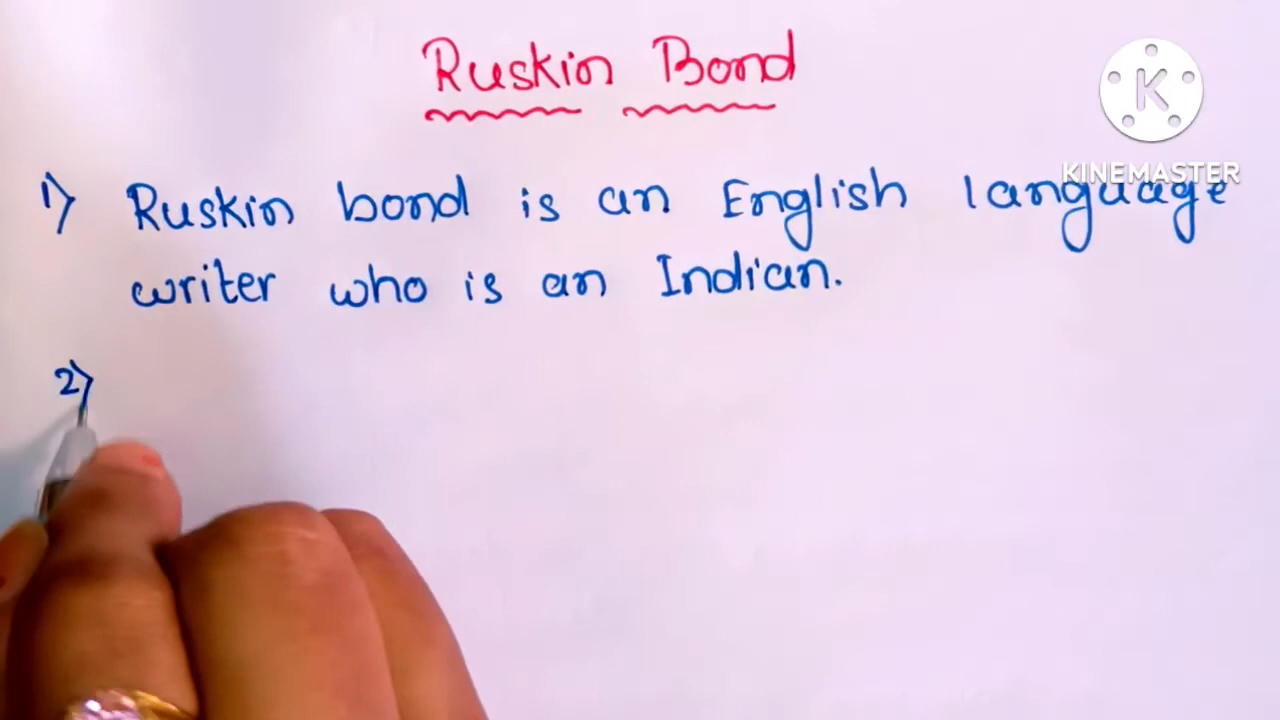 Ruskin Bond
K
KINEMASTER
1) Ruskin bond is an English language
writer who is an Indian.
2)